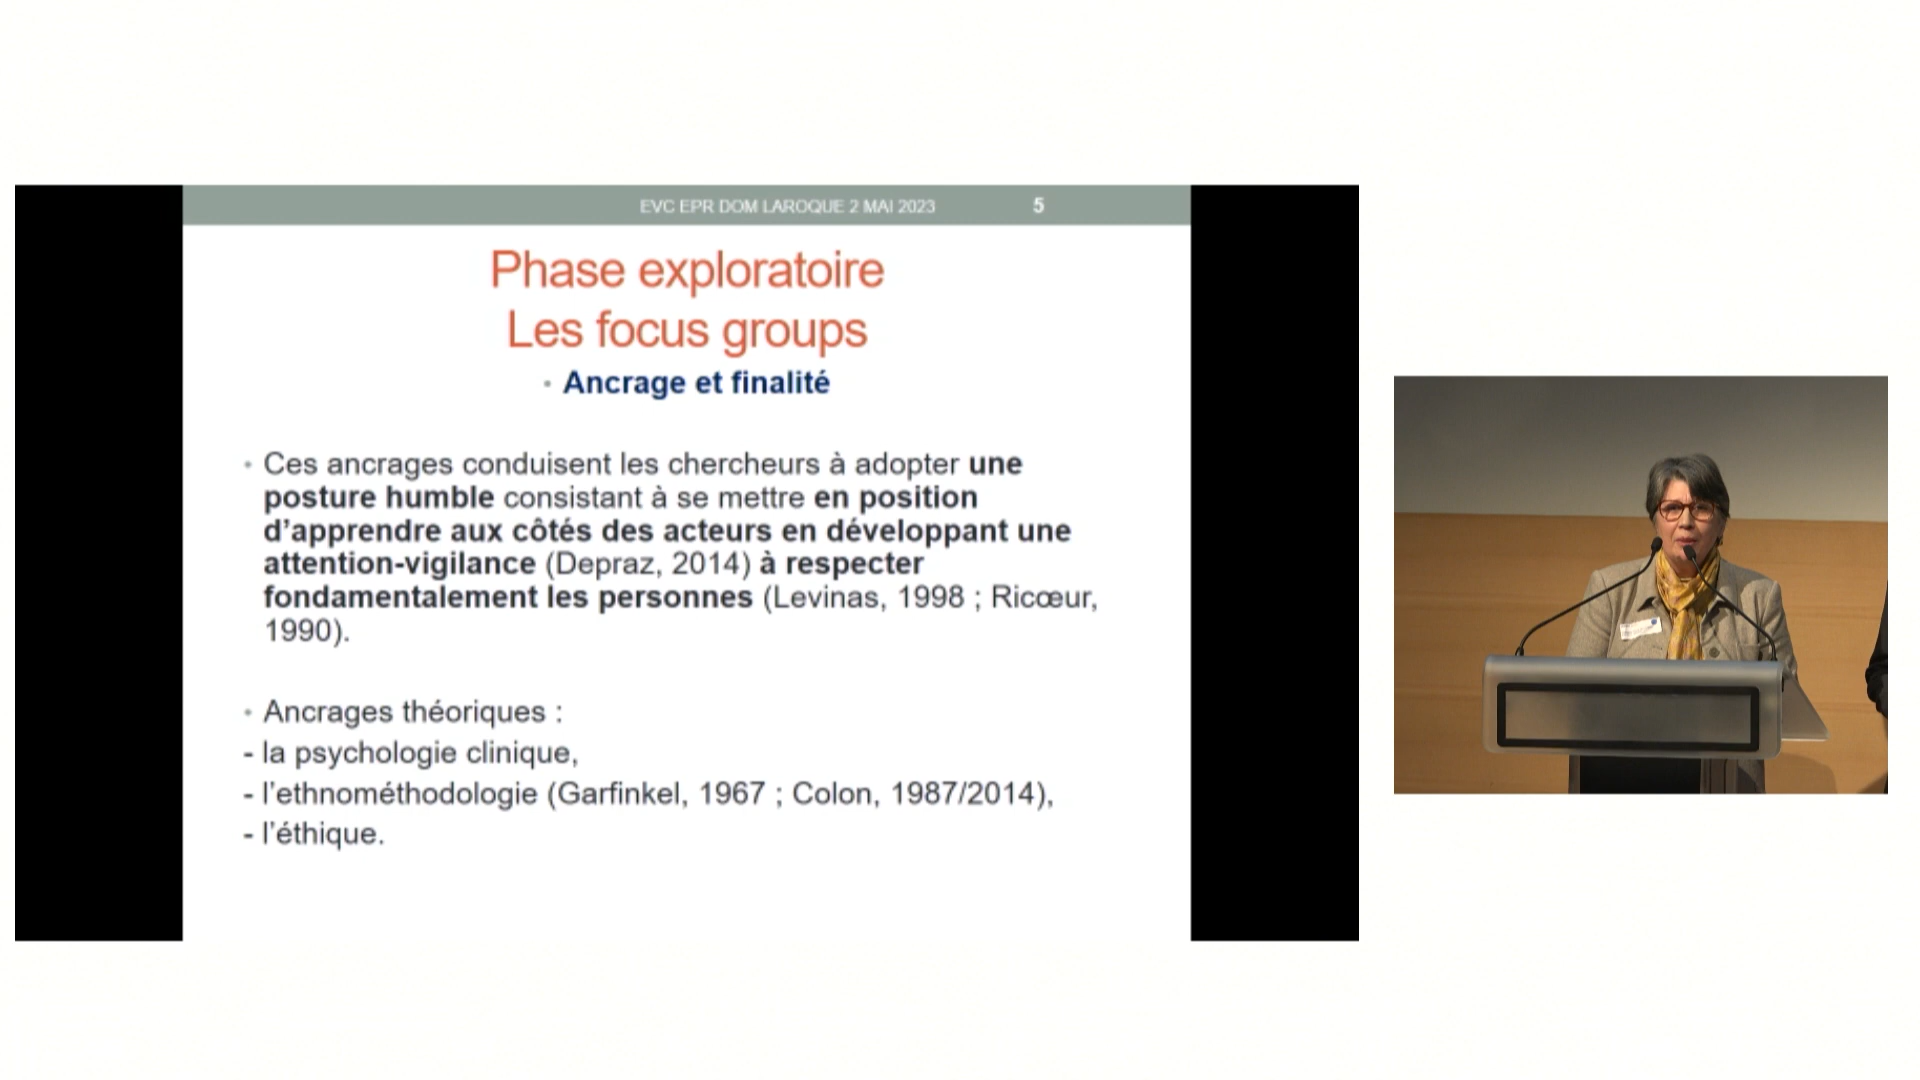 EVC EPR DOM LAROQUE 2 MAI 2023 5
Phase exploratoire
Les focus groups
• Ancrage et finalité
• Ces ancrages conduisent les chercheurs à adopter une
posture humble consistant à se mettre en position
d'apprendre aux côtés des acteurs en développant une
attention-vigilance (Depraz, 2014) à respecter
fondamentalement les personnes (Levinas, 1998 ; Ricœur,
1990).
• Ancrages théoriques :
- la psychologie clinique,
- l'ethnométhodologie (Garfinkel, 1967 ; Colon, 1987/2014),
- l'éthique.